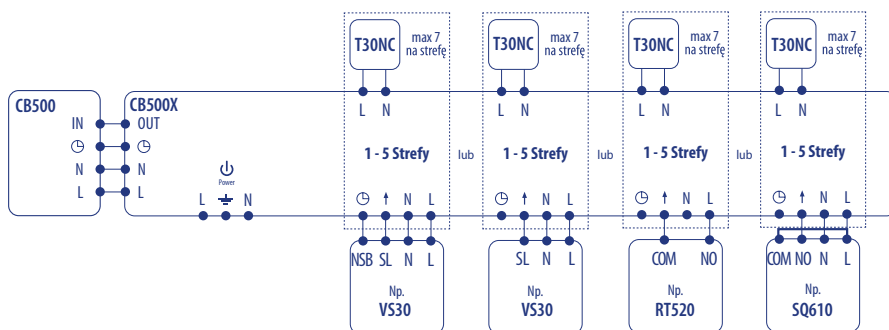 T30NC max 7
na strefę
T30NC max 7
na strefę
T30NC max 7
na strefę
T30NC max 7
na strefę
CB500
CB500X
L N
L N
L N
L N
IN OUT
N N
L L
1 - 5 Strefy lub 1 - 5 Strefy lub 1 - 5 Strefy lub 1 - 5 Strefy
Power
L N
N L
N L
N L
N L
NSB SL N L
SL N L
COM NO
COM NO N L
Np.
VS30
Np.
VS30
Np.
RT520
Np.
SQ610